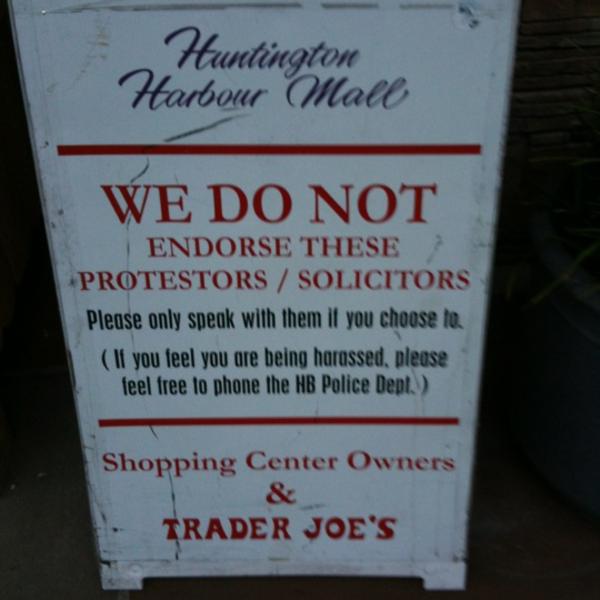 Huntington
Harbour Mall
WE DO NOT
ENDORSE THESE
PROTESTORS / SOLICITORS
Please only speak with them if you choose to.
( If you feel you are being harassed, please
feel free to phone the HB Police Dept. )
Shopping Center Owners
&
TRADER JOE'S